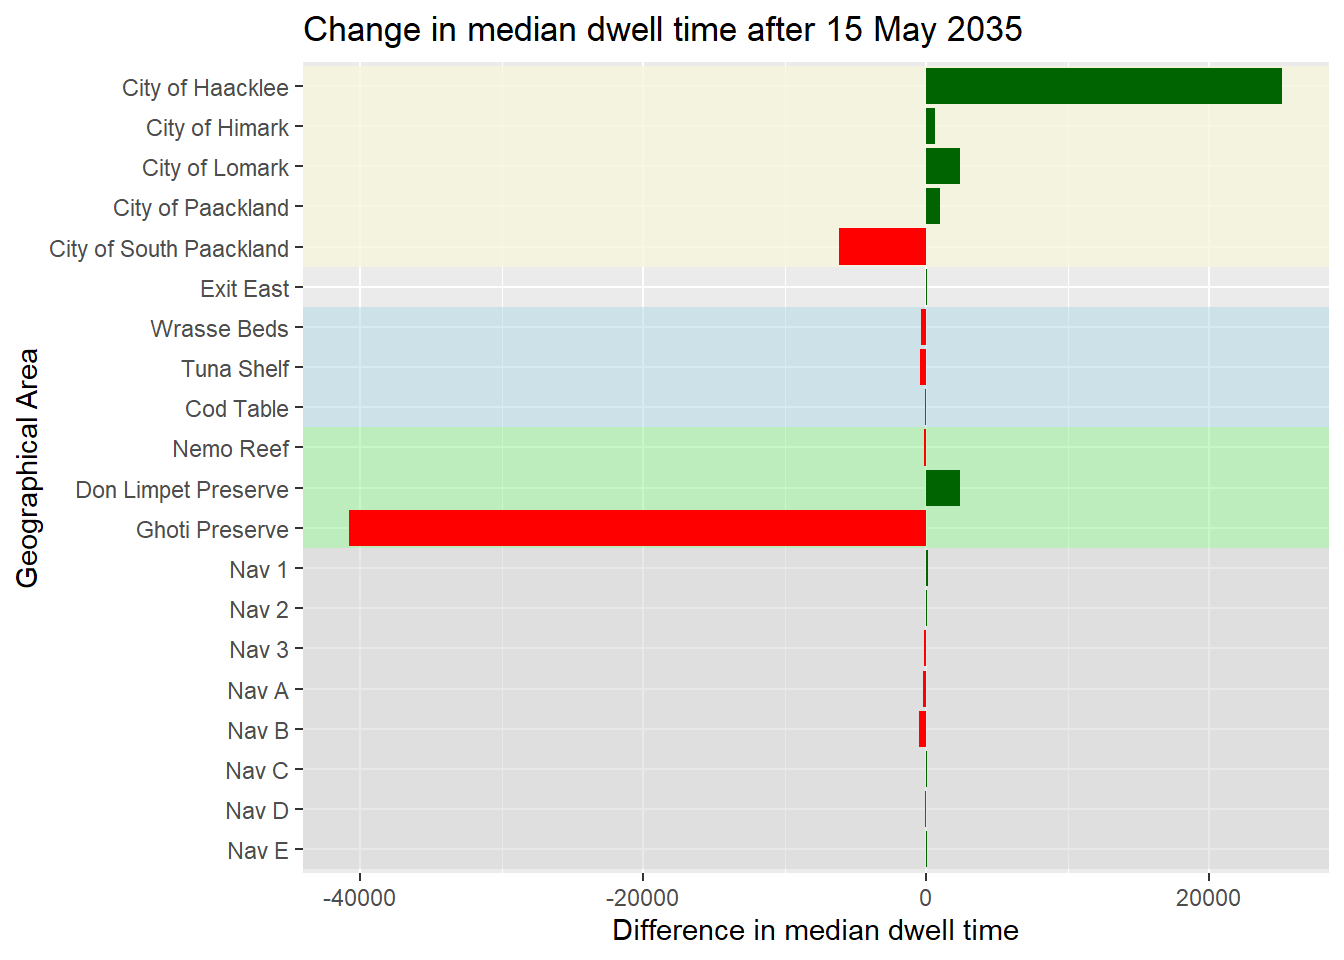 Change in median dwell time after 15 May 2035
City of Haacklee
City of Himark
City of Lomark
City of Paackland
City of South Paackland
Exit East
Wrasse Beds
Tuna Shelf
Cod Table
Nemo Reef
Don Limpet Preserve
Ghoti Preserve
Nav 1
Nav 2
Nav 3
Nav A
Nav B
Nav C
Nav D
Nav E
Geographical Area
-40000 -20000 0 20000
Difference in median dwell time